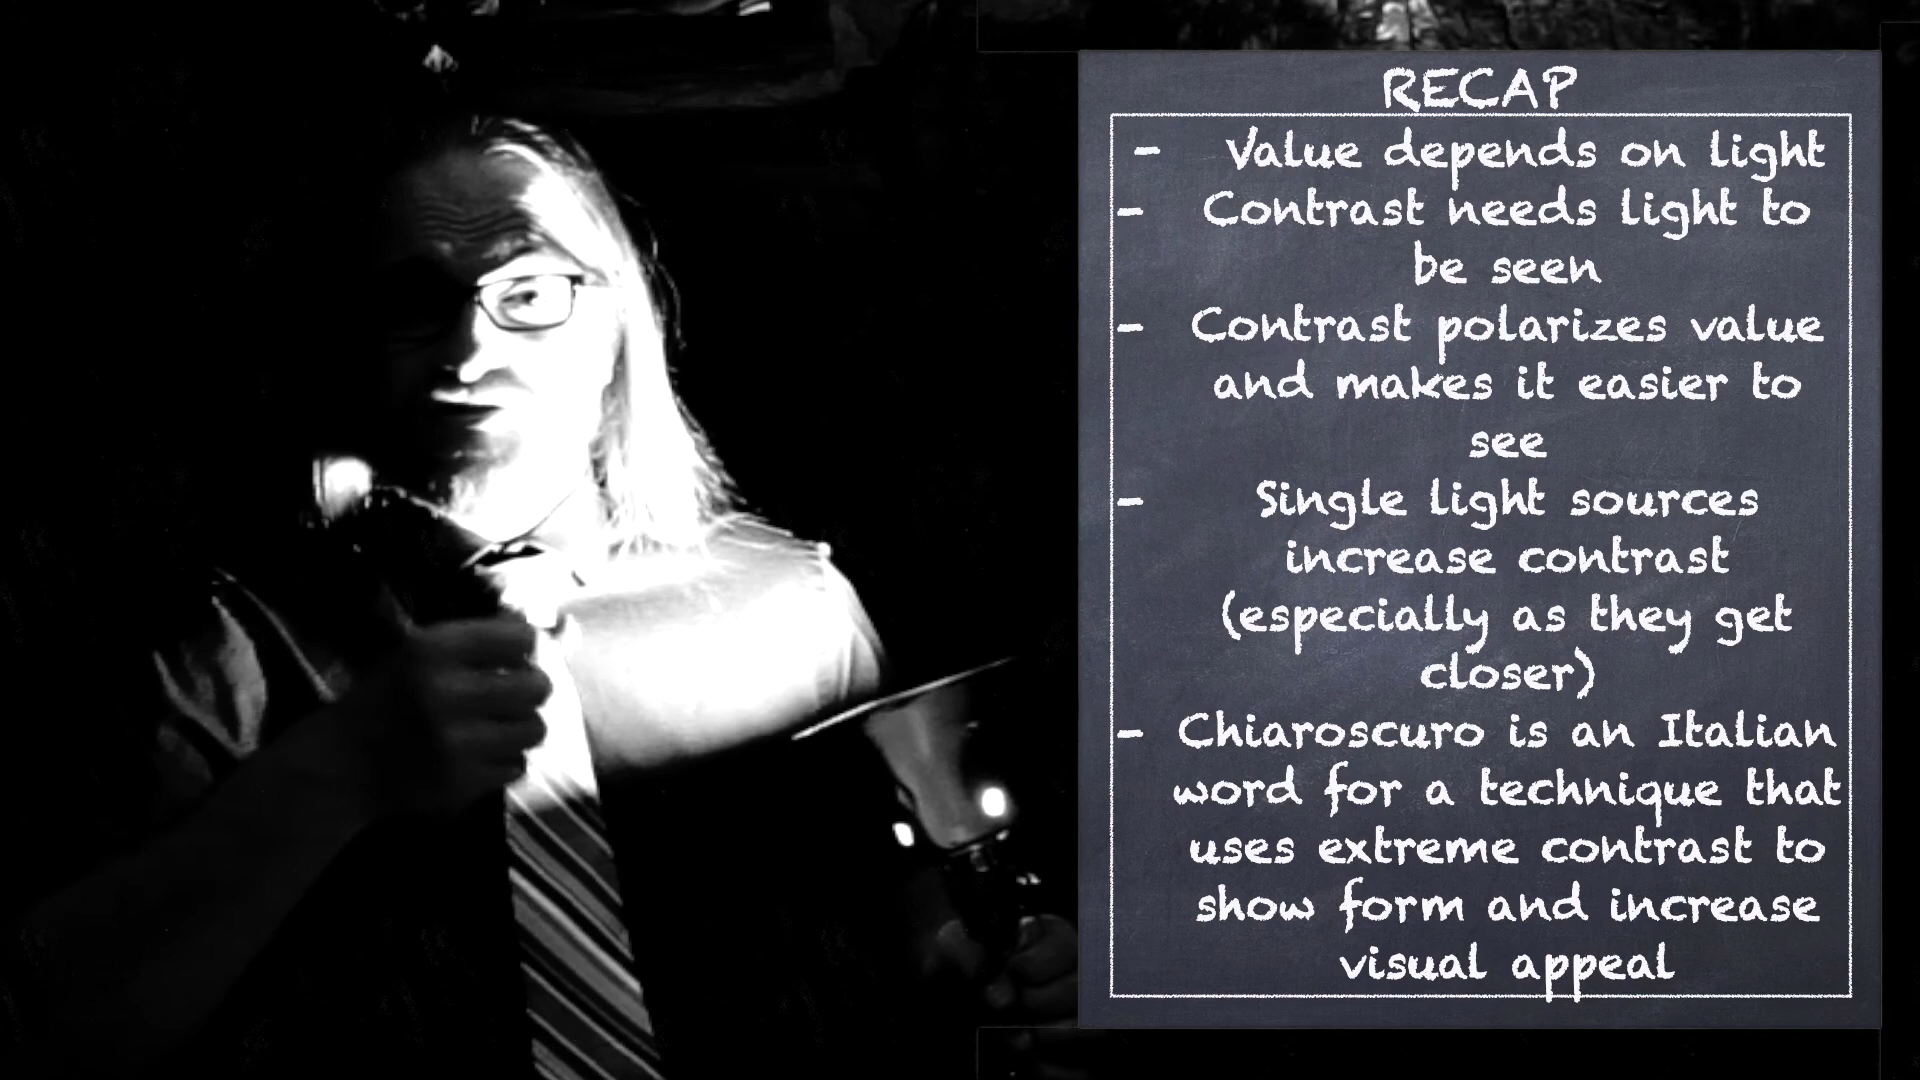 RECAP
- Value depends on light
- Contrast needs light to
be seen
- Contrast polarizes value
and makes it easier to
see
- Single light sources
increase contrast
(especially as they get
closer)
- Chiaroscuro is an Italian
word for a technique that
uses extreme contrast to
show form and increase
visual appeal